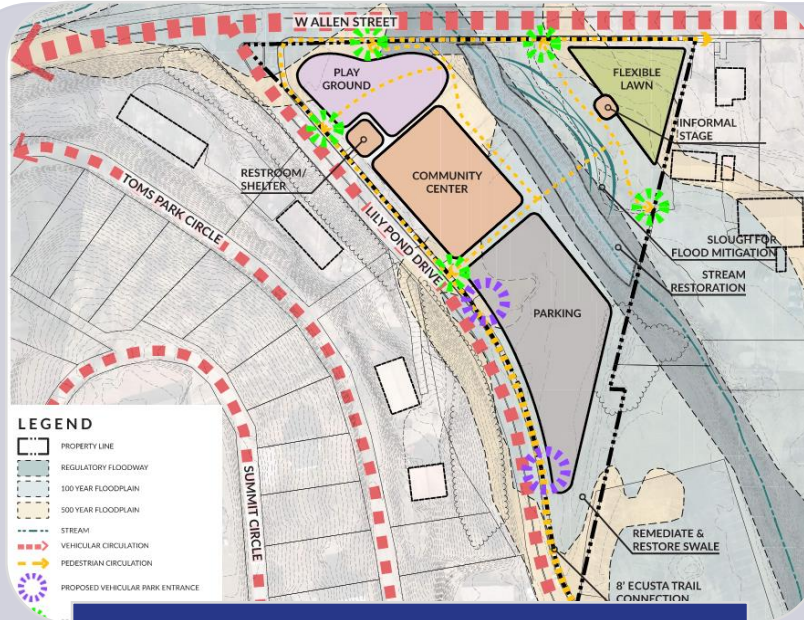 W ALLEN STREET
PLAY
GROUND
FLEXIBLE
LAWN
INFORMAL
STAGE
RESTROOM/
SHELTER
COMMUNITY
CENTER
TOMS PARK CIRCLE
LILY POND DRIVE
SLOUGH FOR
FLOOD MITIGATION
STREAM
RESTORATION
PARKING
SUMMIT CIRCLE
REMEDIATE &
RESTORE SWALE
8' ECUSTA TRAIL
CONNECTION
LEGEND
PROPERTY LINE
REGULATORY FLOODWAY
100 YEAR FLOODPLAIN
500 YEAR FLOODPLAIN
STREAM
VEHICULAR CIRCULATION
PEDESTRIAN CIRCULATION
PROPOSED VEHICULAR PARK ENTRANCE